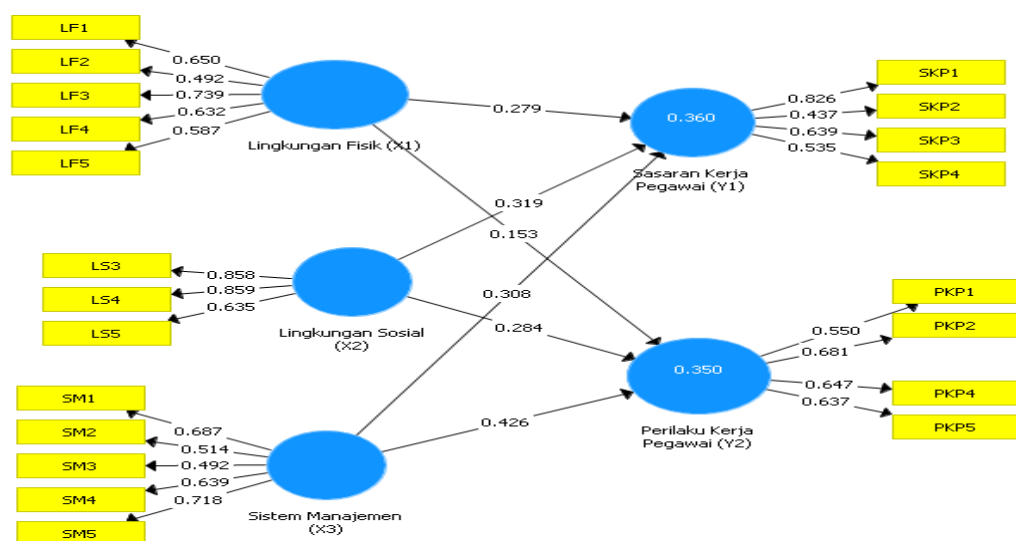 LF1
LF2
LF3
LF4
LF5
0.650
0.492
0.739
0.632
0.587
Lingkungan Fisik (X1)
0.279
0.153
0.360
Sasaran Kerja
Pegawai (Y1)
0.826
0.437
0.639
0.535
SKP1
SKP2
SKP3
SKP4
LS3
LS4
LS5
0.858
0.859
0.635
Lingkungan Sosial
(X2)
0.319
0.284
SM1
SM2
SM3
SM4
SM5
0.687
0.514
0.492
0.639
0.718
Sistem Manajemen
(X3)
0.308
0.426
0.350
Perilaku Kerja
Pegawai (Y2)
0.550
0.681
0.647
0.637
PKP1
PKP2
PKP4
PKP5